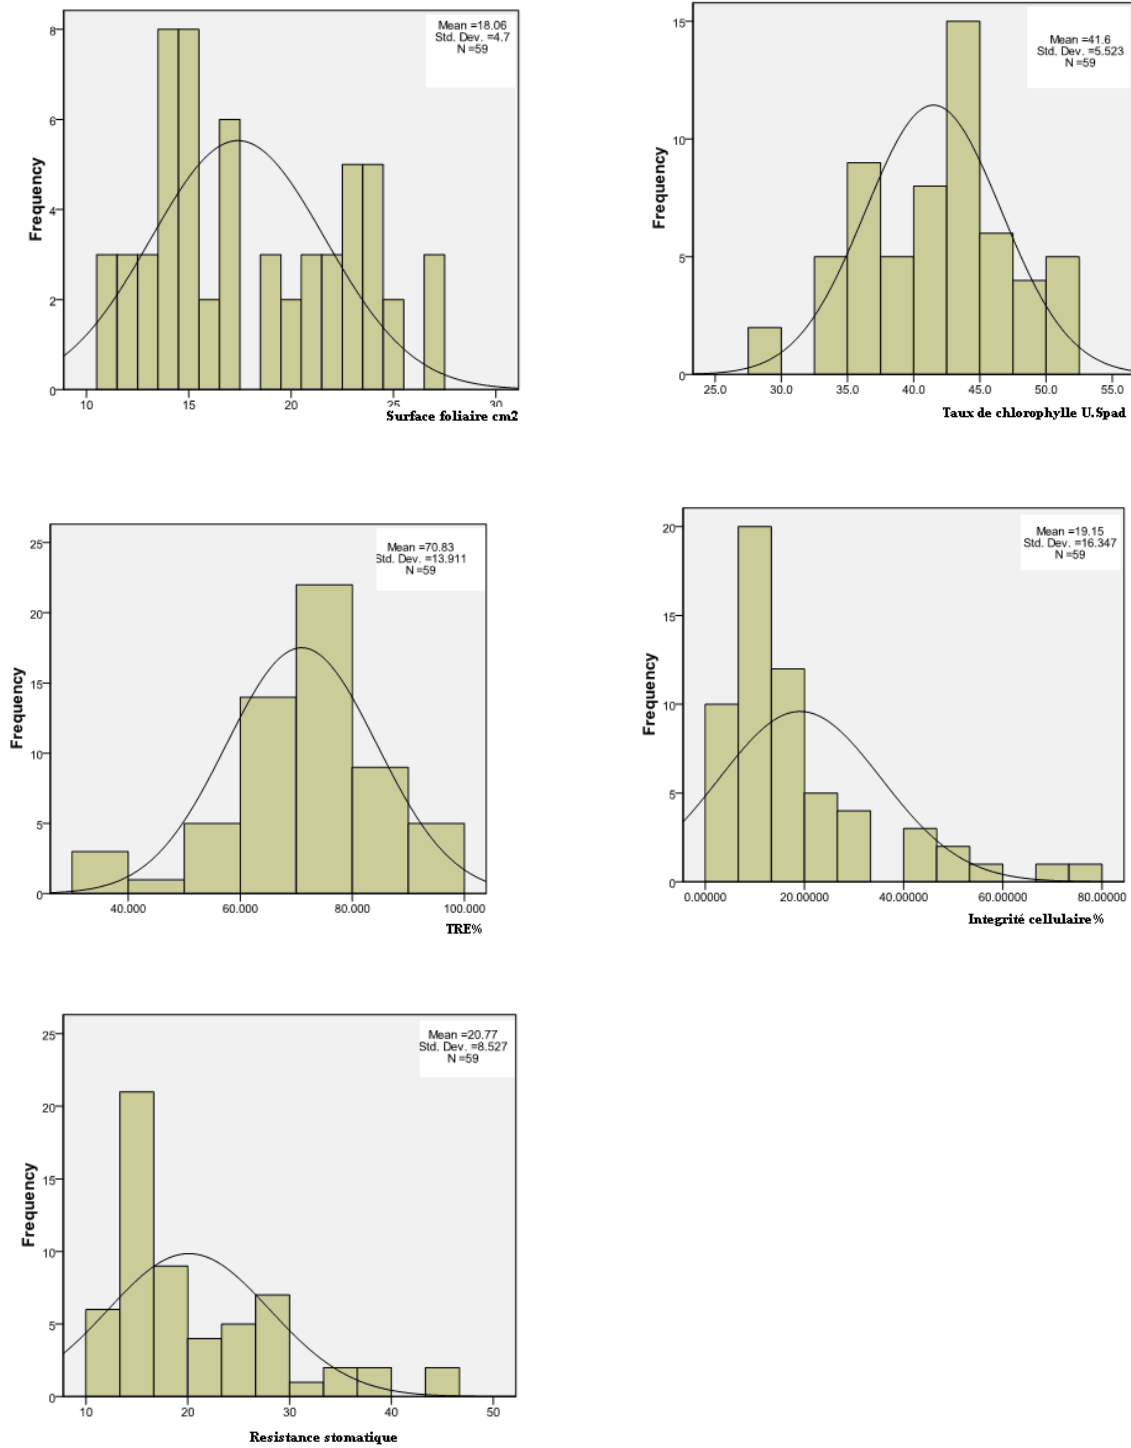 Mean =18.06
Std. Dev. =4.7
N =59
Frequency
8
6
4
2
0
10 15 20 25 30
Surface foliaire cm2
Mean =41.6
Std. Dev. =5.523
N =59
Frequency
15
10
5
0
25.0 30.0 35.0 40.0 45.0 50.0 55.0
Taux de chlorophylle U.Spad
Mean =70.83
Std. Dev. =13.911
N =59
Frequency
25
20
15
10
5
0
40.000 60.000 80.000 100.000
TRE%
Mean =19.15
Std. Dev. =16.347
N =59
Frequency
20
15
10
5
0
0.00000 20.00000 40.00000 60.00000 80.00000
Integrité cellulaire%
Mean =20.77
Std. Dev. =8.527
N =59
Frequency
25
20
15
10
5
0
10 20 30 40 50
Resistance stomatique